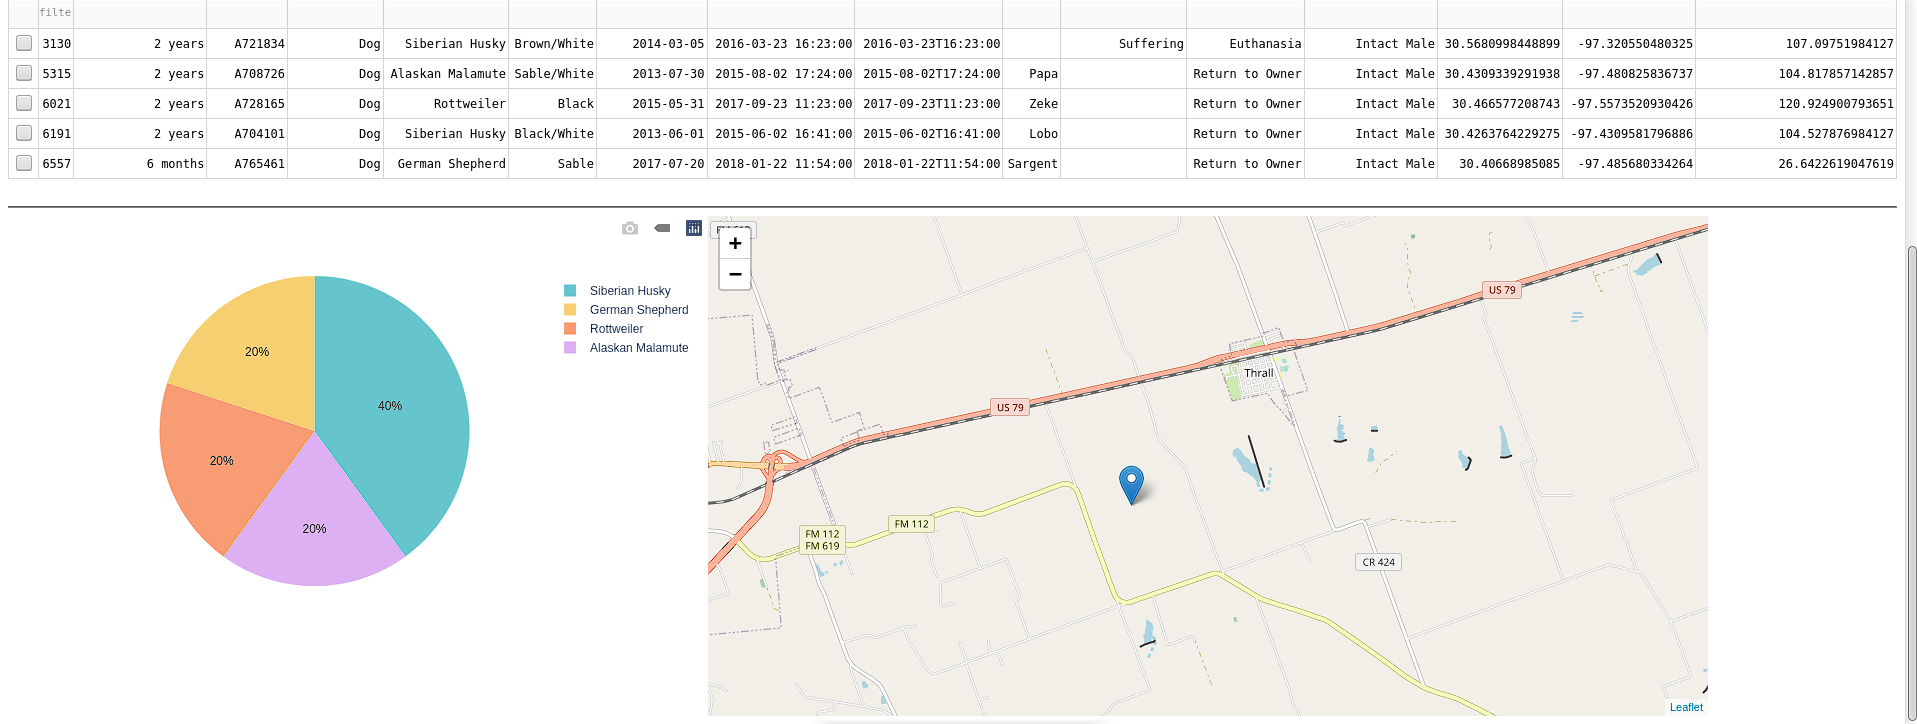 filte
3130 2 years A721834 Dog Siberian Husky Brown/White 2014-03-05 2016-03-23 16:23:00 2016-03-23T16:23:00 Suffering Euthanasia Intact Male 30.5680998448899 -97.320550480325 107.09751984127
5315 2 years A708726 Dog Alaskan Malamute Sable/White 2013-07-30 2015-08-02 17:24:00 2015-08-02T17:24:00 Papa Return to Owner Intact Male 30.4309339291938 -97.480825836737 104.817857142857
6021 2 years A728165 Dog Rottweiler Black 2015-05-31 2017-09-23 11:23:00 2017-09-23T11:23:00 Zeke Return to Owner Intact Male 30.466577208743 -97.5573520930426 120.924900793651
6191 2 years A704101 Dog Siberian Husky Black/White 2013-06-01 2015-06-02 16:41:00 2015-06-02T16:41:00 Lobo Return to Owner Intact Male 30.4263764229275 -97.4309581796886 104.527876984127
6557 6 months A765461 Dog German Shepherd Sable 2017-07-20 2018-01-22 11:54:00 2018-01-22T11:54:00 Sargent Return to Owner Intact Male 30.40668985085 -97.485680334264 26.6422619047619
Siberian Husky
German Shepherd
Rottweiler
Alaskan Malamute
20%
40%
20%
20%
+
−
US 79
Thrall
US 79
FM 112
FM 112
FM 619
CR 424
Leaflet